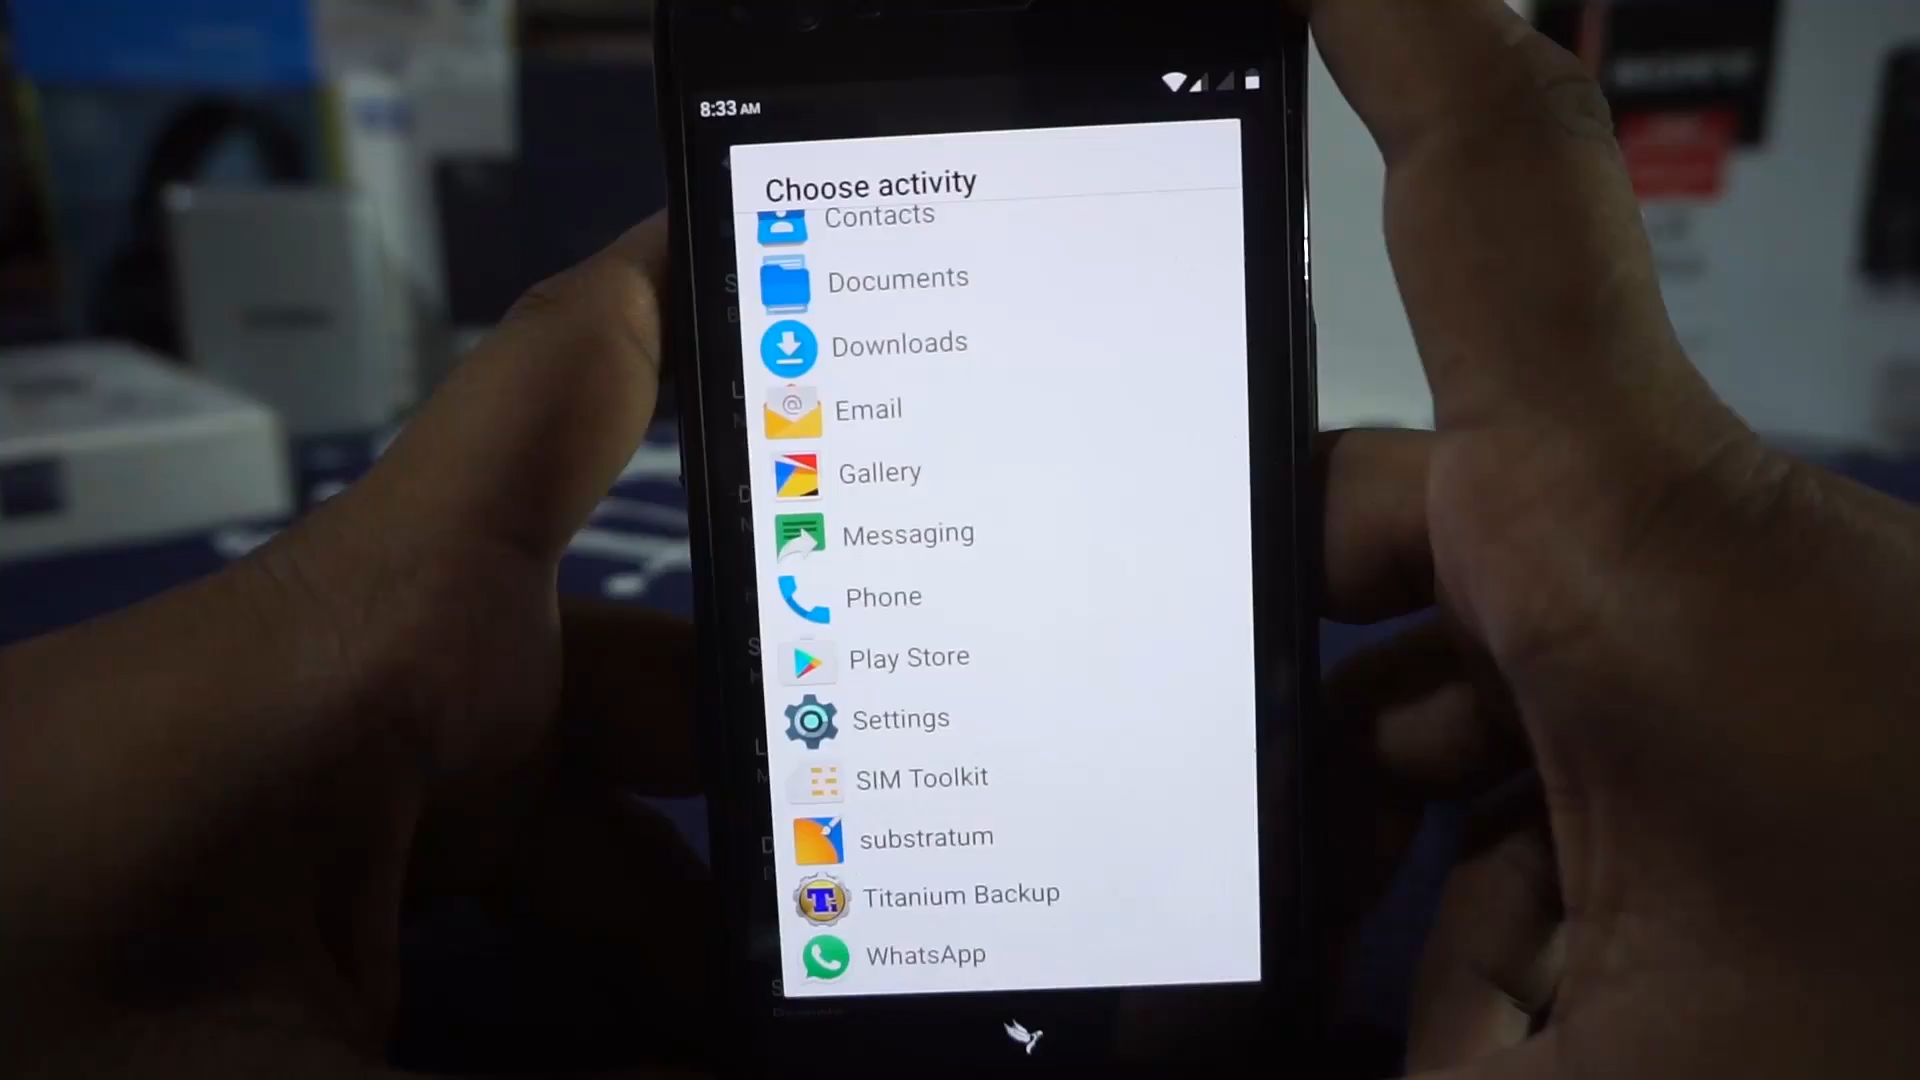 8:33 AM
Choose activity
Contacts
Documents
Downloads
Email
Gallery
Messaging
Phone
Play Store
Settings
SIM Toolkit
substratum
Titanium Backup
WhatsApp